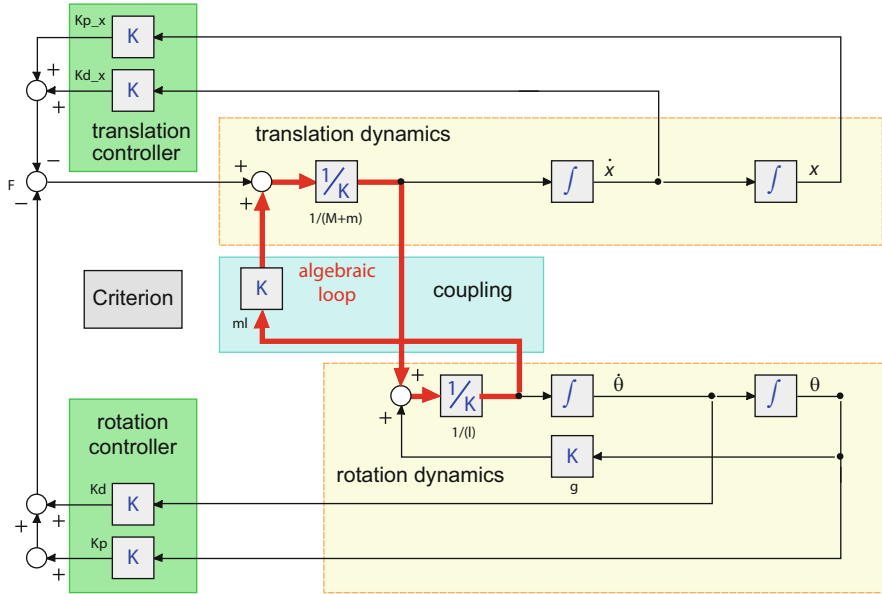 Kp_x
K
+
Kd_x
K
+
translation
controller
translation dynamics
−
F
−
+
+
1/K
1/(M+m)
∫
ẋ
∫
x
algebraic
loop
coupling
K
ml
Criterion
+
+
1/K
1/(l)
∫
θ̇
∫
θ
K
g
rotation dynamics
rotation
controller
Kd
K
+
+
Kp
K
+